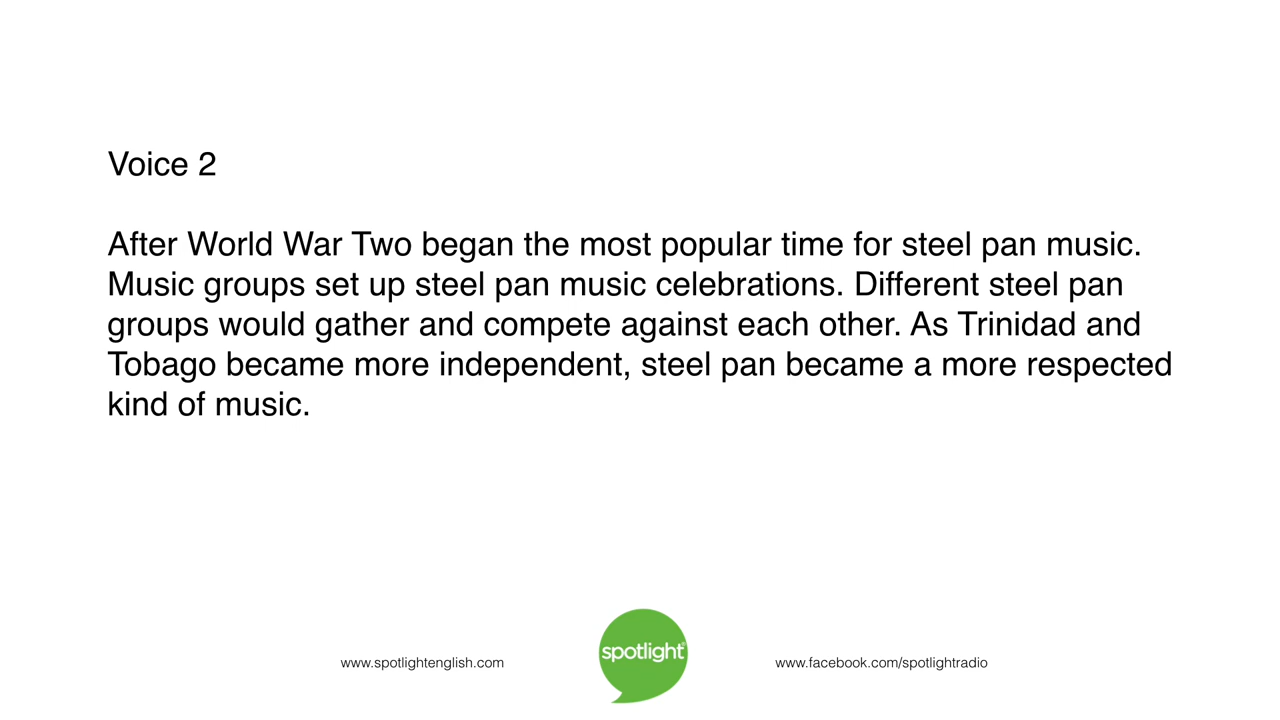 Voice 2
After World War Two began the most popular time for steel pan music.
Music groups set up steel pan music celebrations. Different steel pan
groups would gather and compete against each other. As Trinidad and
Tobago became more independent, steel pan became a more respected
kind of music.
spotlight®
www.spotlightenglish.com
www.facebook.com/spotlightradio